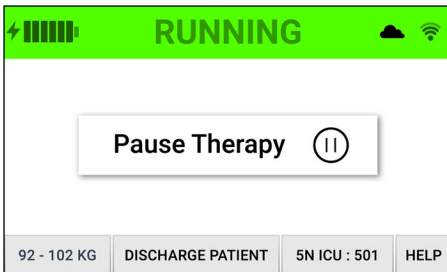 RUNNING
Pause Therapy
92 - 102 KG DISCHARGE PATIENT 5N ICU : 501 HELP